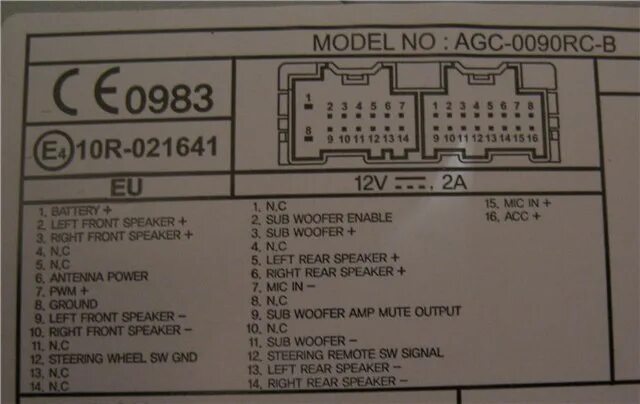 MODEL NO : AGC-0090RC-B
CE 0983
E4 10R-021641
1 2 3 4 5 6 7 1 2 3 4 5 6 7 8
8 9 10 11 12 13 14 9 10 11 12 13 14 15 16
EU
12V ⎓, 2A
1. BATTERY +
2. LEFT FRONT SPEAKER +
3. RIGHT FRONT SPEAKER +
4. N.C
5. N.C
6. ANTENNA POWER
7. PWM +
8. GROUND
9. LEFT FRONT SPEAKER −
10. RIGHT FRONT SPEAKER −
11. N.C
12. STEERING WHEEL SW GND
13. N.C
14. N.C
1. N.C
2. SUB WOOFER ENABLE
3. SUB WOOFER +
4. N.C
5. LEFT REAR SPEAKER +
6. RIGHT REAR SPEAKER +
7. MIC IN −
8. N.C
9. SUB WOOFER AMP MUTE OUTPUT
10. N.C
11. SUB WOOFER −
12. STEERING REMOTE SW SIGNAL
13. LEFT REAR SPEAKER −
14. RIGHT REAR SPEAKER −
15. MIC IN +
16. ACC +